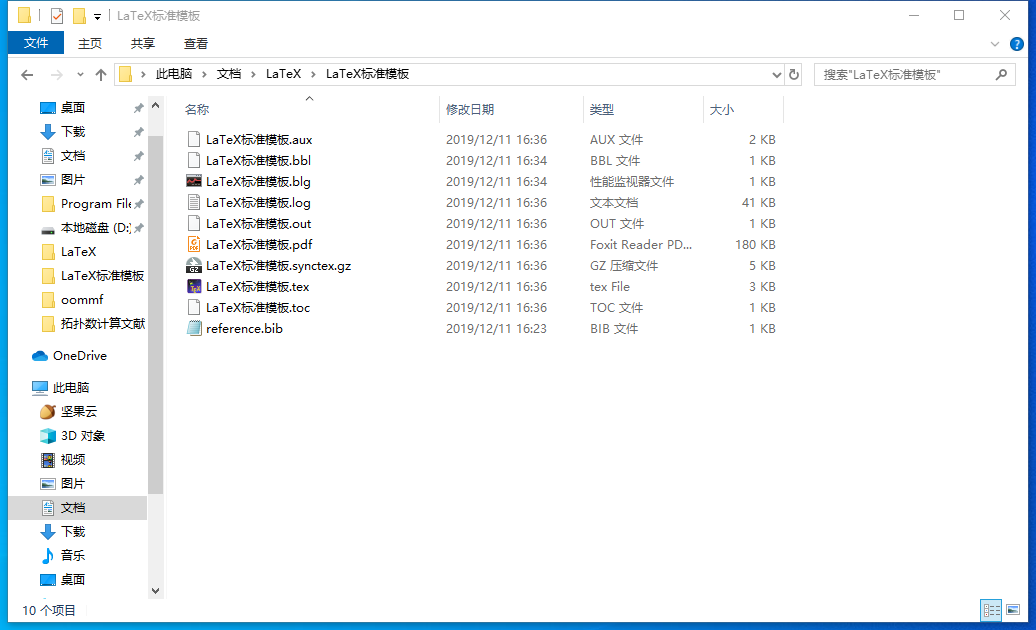 LaTeX标准模板
文件 主页 共享 查看
此电脑 文档 LaTeX LaTeX标准模板 搜索"LaTeX标准模板"
桌面
下载
文档
图片
Program File
本地磁盘 (D:)
LaTeX
LaTeX标准模板
oommf
拓扑数计算文献
OneDrive
此电脑
坚果云
3D 对象
视频
图片
文档
下载
音乐
桌面
名称 修改日期 类型 大小
LaTeX标准模板.aux 2019/12/11 16:36 AUX 文件 2 KB
LaTeX标准模板.bbl 2019/12/11 16:34 BBL 文件 1 KB
LaTeX标准模板.blg 2019/12/11 16:34 性能监视器文件 1 KB
LaTeX标准模板.log 2019/12/11 16:36 文本文档 41 KB
LaTeX标准模板.out 2019/12/11 16:36 OUT 文件 1 KB
LaTeX标准模板.pdf 2019/12/11 16:36 Foxit Reader PD... 180 KB
LaTeX标准模板.synctex.gz 2019/12/11 16:36 GZ 压缩文件 5 KB
LaTeX标准模板.tex 2019/12/11 16:36 tex File 3 KB
LaTeX标准模板.toc 2019/12/11 16:36 TOC 文件 1 KB
reference.bib 2019/12/11 16:23 BIB 文件 1 KB
10 个项目